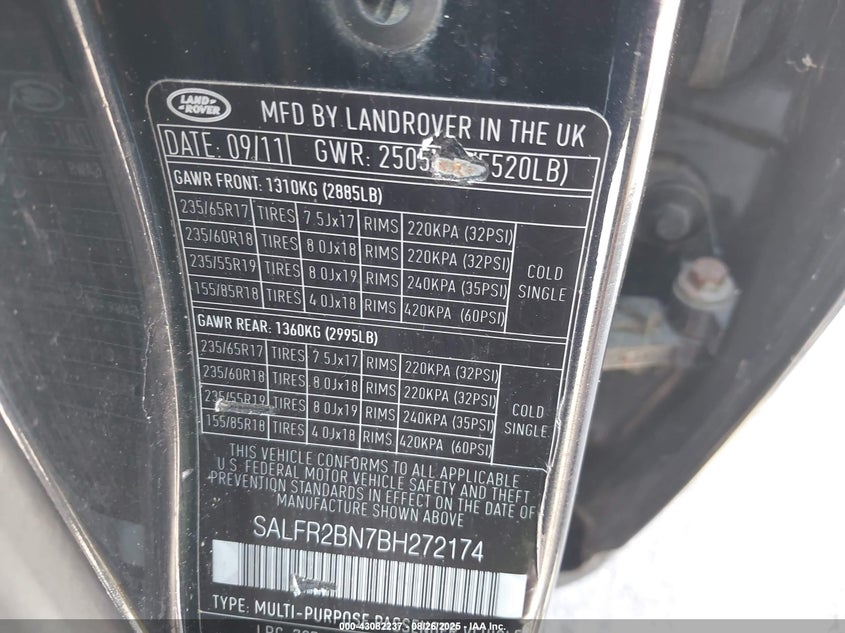 LAND ROVER
MFD BY LANDROVER IN THE UK
DATE: 09/11 GWR: 2505 5520LB)
GAWR FRONT: 1310KG (2885LB)
235/65R17 TIRES 7.5Jx17 RIMS 220KPA (32PSI)
235/60R18 TIRES 8.0Jx18 RIMS 220KPA (32PSI)
235/55R19 TIRES 8.0Jx19 RIMS 240KPA (35PSI)
155/85R18 TIRES 4.0Jx18 RIMS 420KPA (60PSI)
COLD
SINGLE
GAWR REAR: 1360KG (2995LB)
235/65R17 TIRES 7.5Jx17 RIMS 220KPA (32PSI)
235/60R18 TIRES 8.0Jx18 RIMS 220KPA (32PSI)
235/55R19 TIRES 8.0Jx19 RIMS 240KPA (35PSI)
155/85R18 TIRES 4.0Jx18 RIMS 420KPA (60PSI)
COLD
SINGLE
THIS VEHICLE CONFORMS TO ALL APPLICABLE
U.S. FEDERAL MOTOR VEHICLE SAFETY AND THEFT
PREVENTION STANDARDS IN EFFECT ON THE DATE OF
MANUFACTURE SHOWN ABOVE
SALFR2BN7BH272174
TYPE: MULTI-PURPOSE
000-43082237 - 08/26/2025 - IAA, Inc.